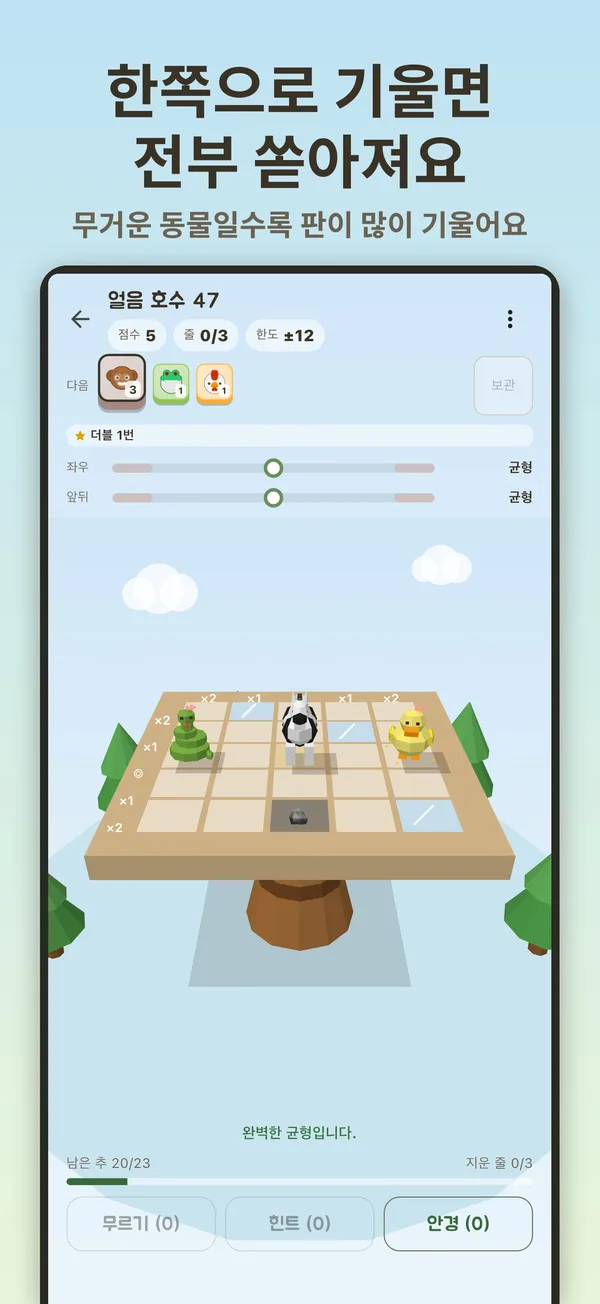 한쪽으로 기울면
전부 쏟아져요
무거운 동물일수록 판이 많이 기울어요
얼음 호수 47
점수 5 줄 0/3 한도 ±12
다음 3 1 1 보관
더블 1번
좌우 균형
앞뒤 균형
×2 ×1 ×1 ×2
×2
×1
◎
×1
×2
완벽한 균형입니다.
남은 추 20/23 지운 줄 0/3
무르기 (0) 힌트 (0) 안경 (0)